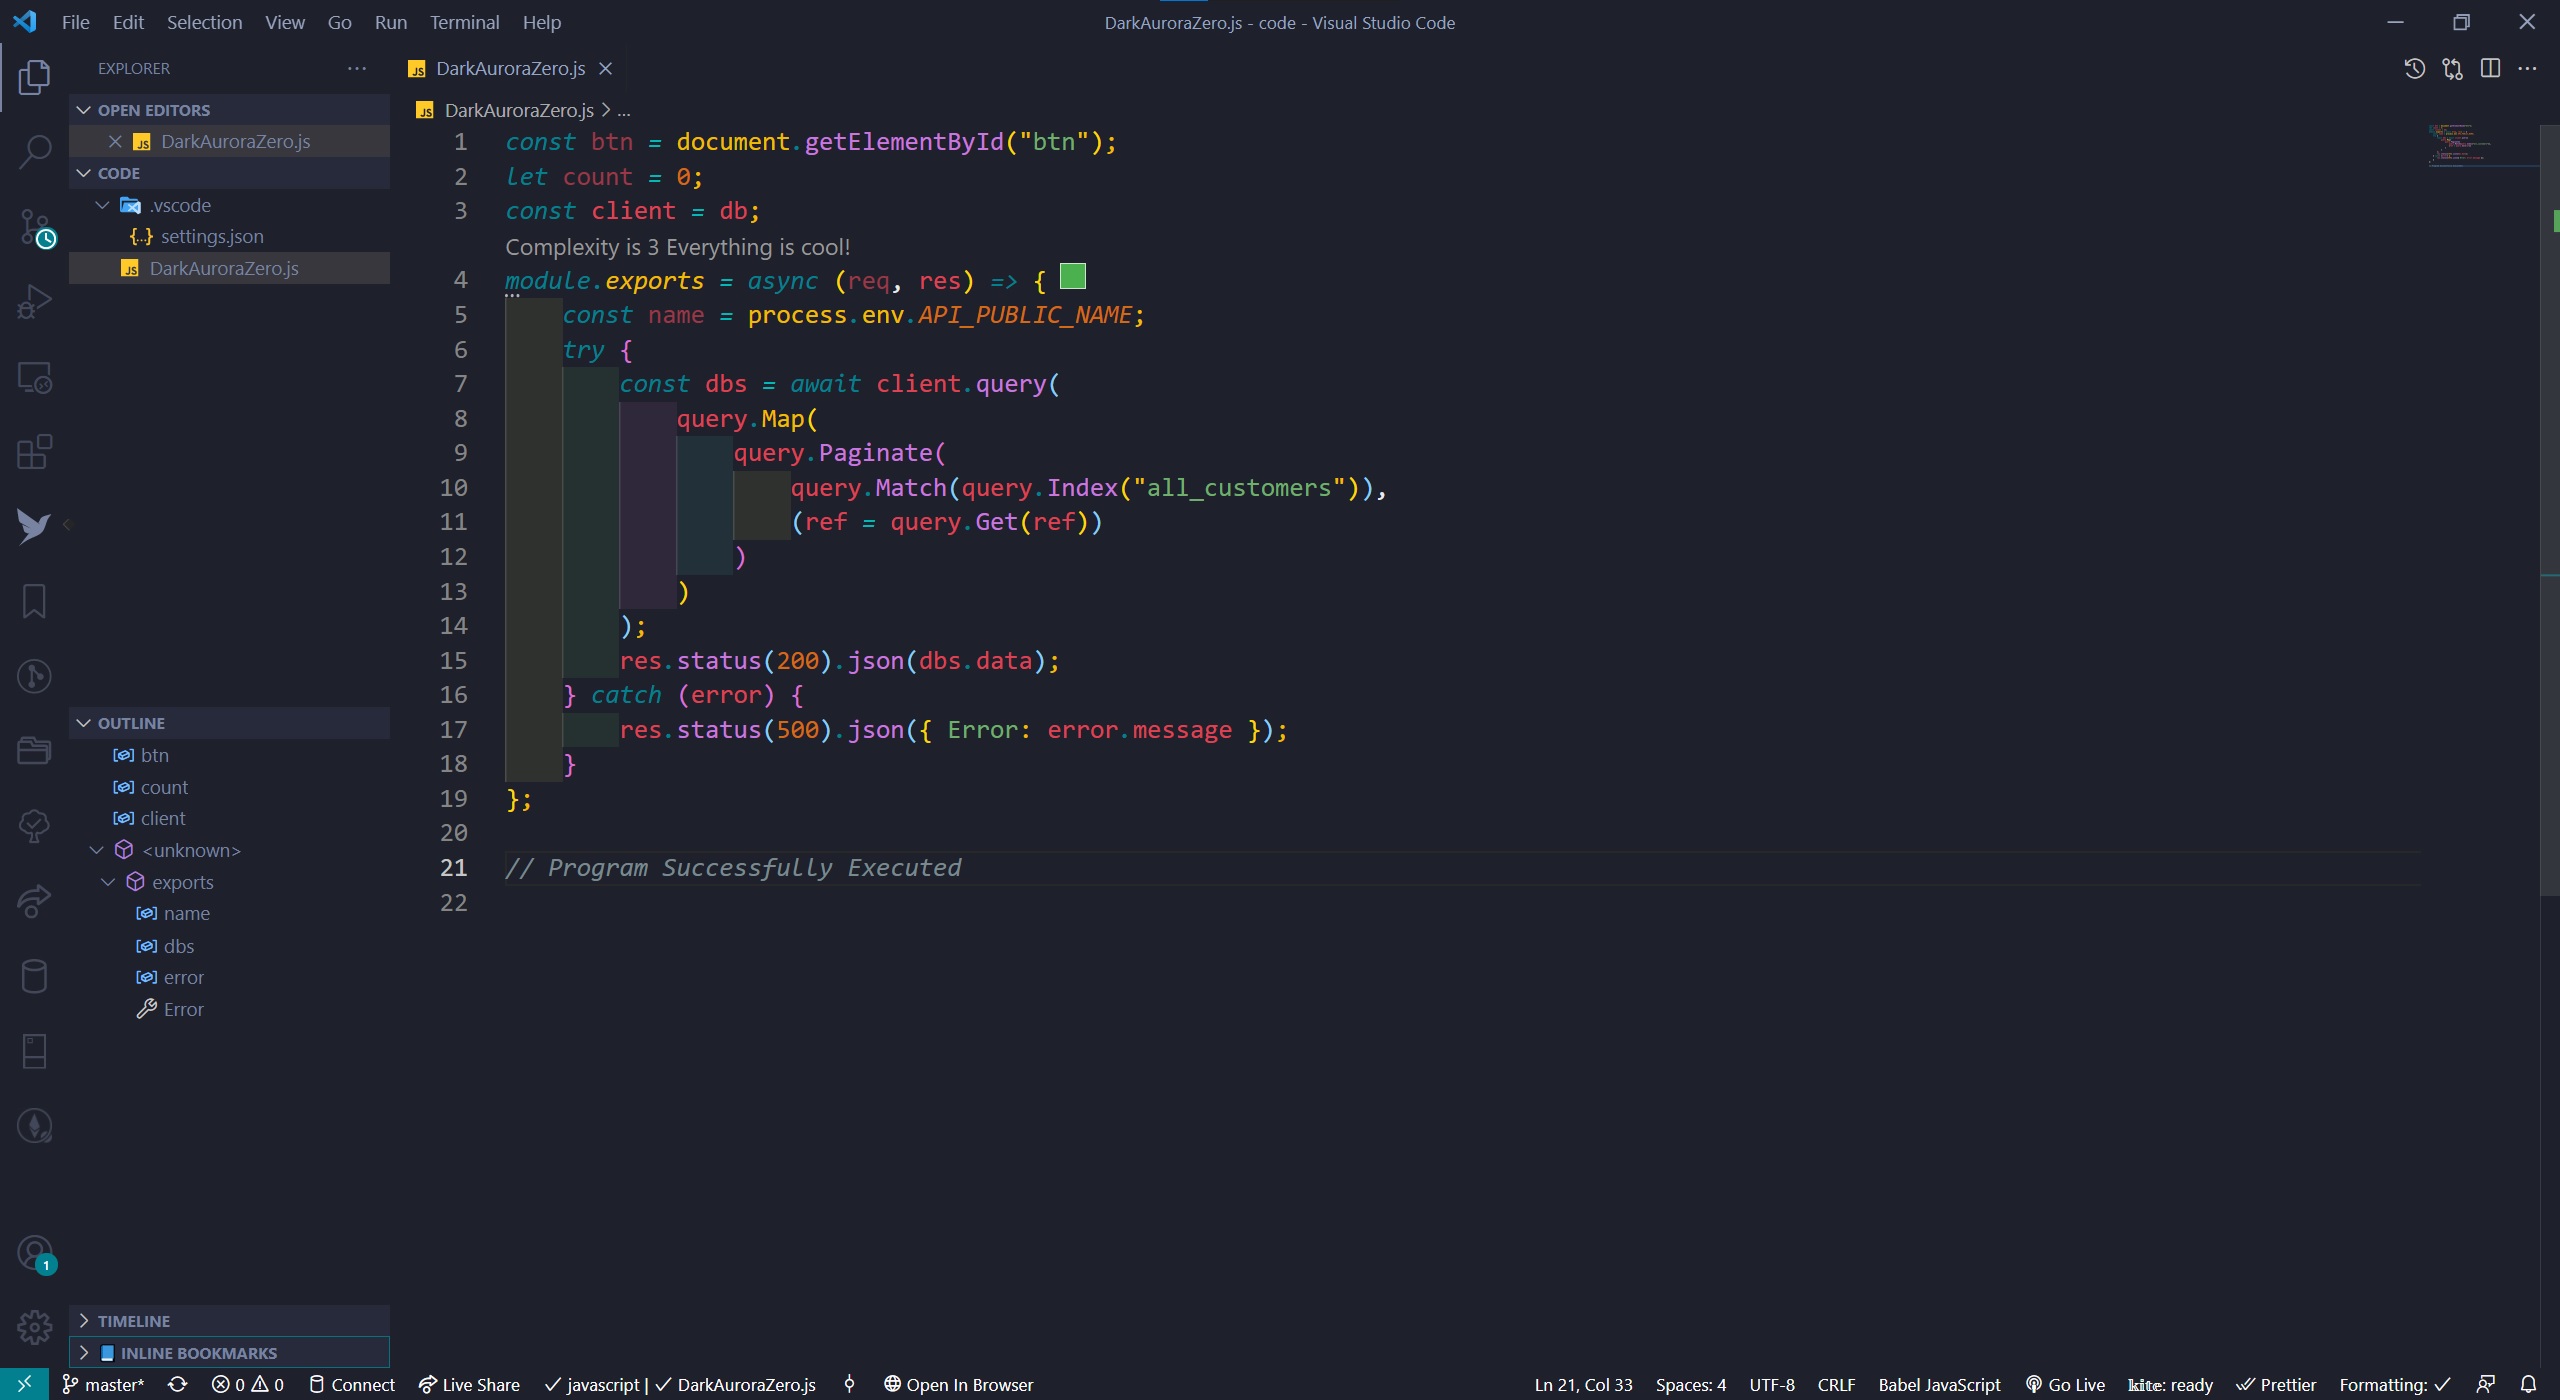 File Edit Selection View Go Run Terminal Help
DarkAuroraZero.js - code - Visual Studio Code
EXPLORER
OPEN EDITORS
JS DarkAuroraZero.js
CODE
.vscode
{..} settings.json
JS DarkAuroraZero.js
OUTLINE
btn
count
client
<unknown>
exports
name
dbs
error
Error
TIMELINE
INLINE BOOKMARKS
1
JS DarkAuroraZero.js
JS DarkAuroraZero.js > ...
1 const btn = document.getElementById("btn");
2 let count = 0;
3 const client = db;
Complexity is 3 Everything is cool!
4 module.exports = async (req, res) => {
5 const name = process.env.API_PUBLIC_NAME;
6 try {
7 const dbs = await client.query(
8 query.Map(
9 query.Paginate(
10 query.Match(query.Index("all_customers")),
11 (ref = query.Get(ref))
12 )
13 )
14 );
15 res.status(200).json(dbs.data);
16 } catch (error) {
17 res.status(500).json({ Error: error.message });
18 }
19 };
20
21 // Program Successfully Executed
22
master* 0 0 Connect Live Share javascript | DarkAuroraZero.js Open In Browser
Ln 21, Col 33 Spaces: 4 UTF-8 CRLF Babel JavaScript Go Live kite: ready Prettier Formatting: